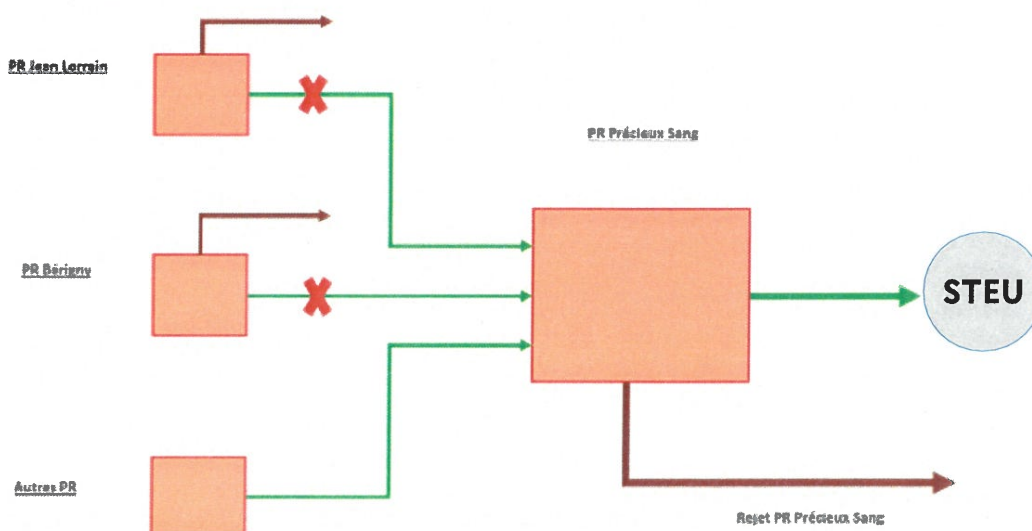 PR Jean Lorrain
PR Précieux Sang
PR Bérigny
STEU
Autres PR
Rejet PR Précieux Sang